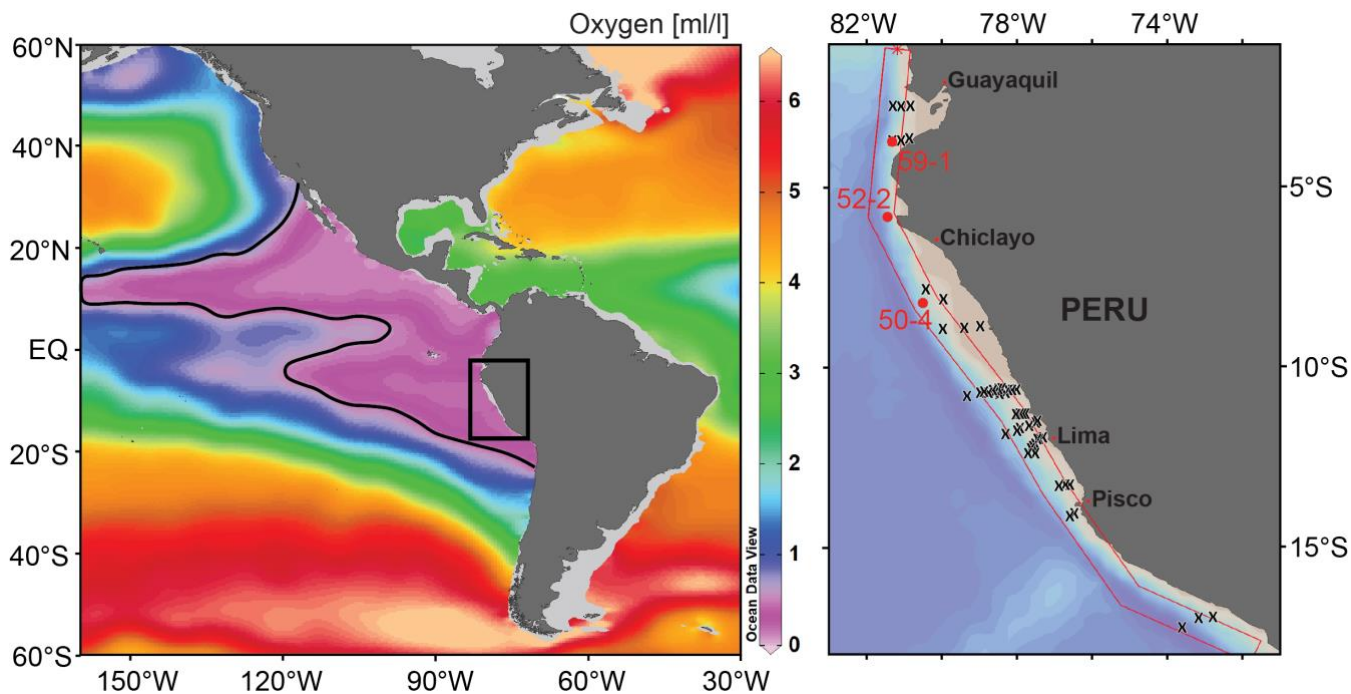 Oxygen [ml/l]
60°N
40°N
20°N
EQ
20°S
40°S
60°S
150°W
120°W
90°W
60°W
30°W
6
5
4
3
2
1
0
Ocean Data View
82°W
78°W
74°W
Guayaquil
59-1
52-2
5°S
Chiclayo
50-4
PERU
10°S
Lima
Pisco
15°S